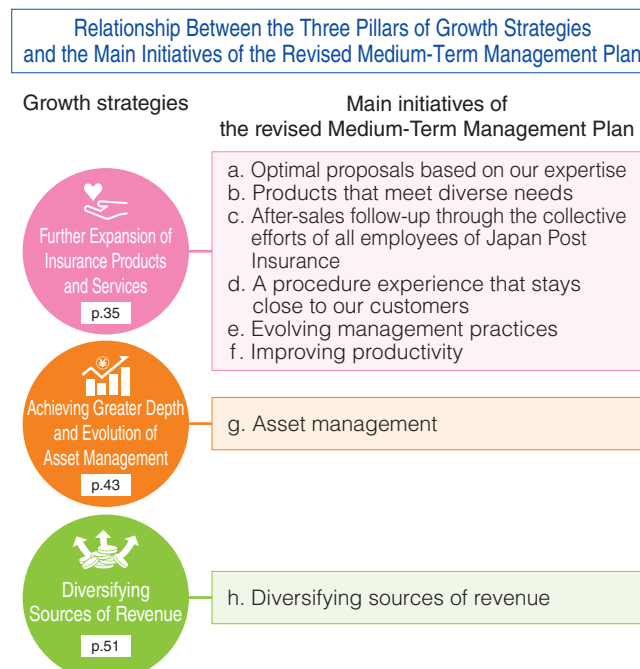 Relationship Between the Three Pillars of Growth Strategies
and the Main Initiatives of the Revised Medium-Term Management Plan
Growth strategies
Main initiatives of
the revised Medium-Term Management Plan
Further Expansion of
Insurance Products
and Services
p.35
a. Optimal proposals based on our expertise
b. Products that meet diverse needs
c. After-sales follow-up through the collective
efforts of all employees of Japan Post
Insurance
d. A procedure experience that stays
close to our customers
e. Evolving management practices
f. Improving productivity
¥
Achieving Greater Depth
and Evolution of
Asset Management
p.43
g. Asset management
Diversifying
Sources of Revenue
p.51
h. Diversifying sources of revenue